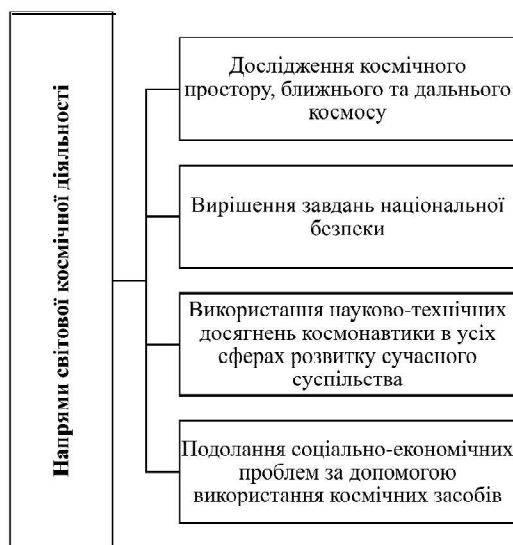 Напрями світової космічної діяльності
Дослідження космічного
простору, ближнього та дальнього
космосу
Вирішення завдань національної
безпеки
Використання науково-технічних
досягнень космонавтики в усіх
сферах розвитку сучасного
суспільства
Подолання соціально-економічних
проблем за допомогою
використання космічних засобів